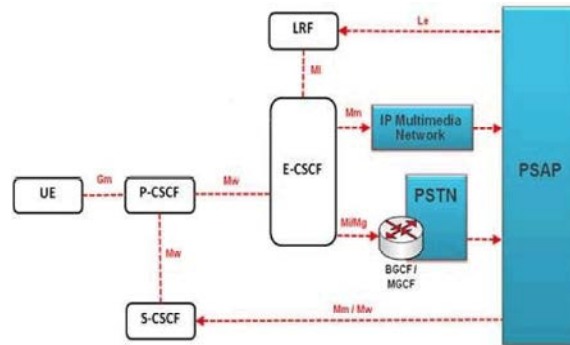 LRF
Le
Ml
Mm
IP Multimedia
Network
E-CSCF
PSAP
Gm
Mw
UE
P-CSCF
PSTN
Mi/Mg
BGCF /
MGCF
Mw
S-CSCF
Mm / Mw